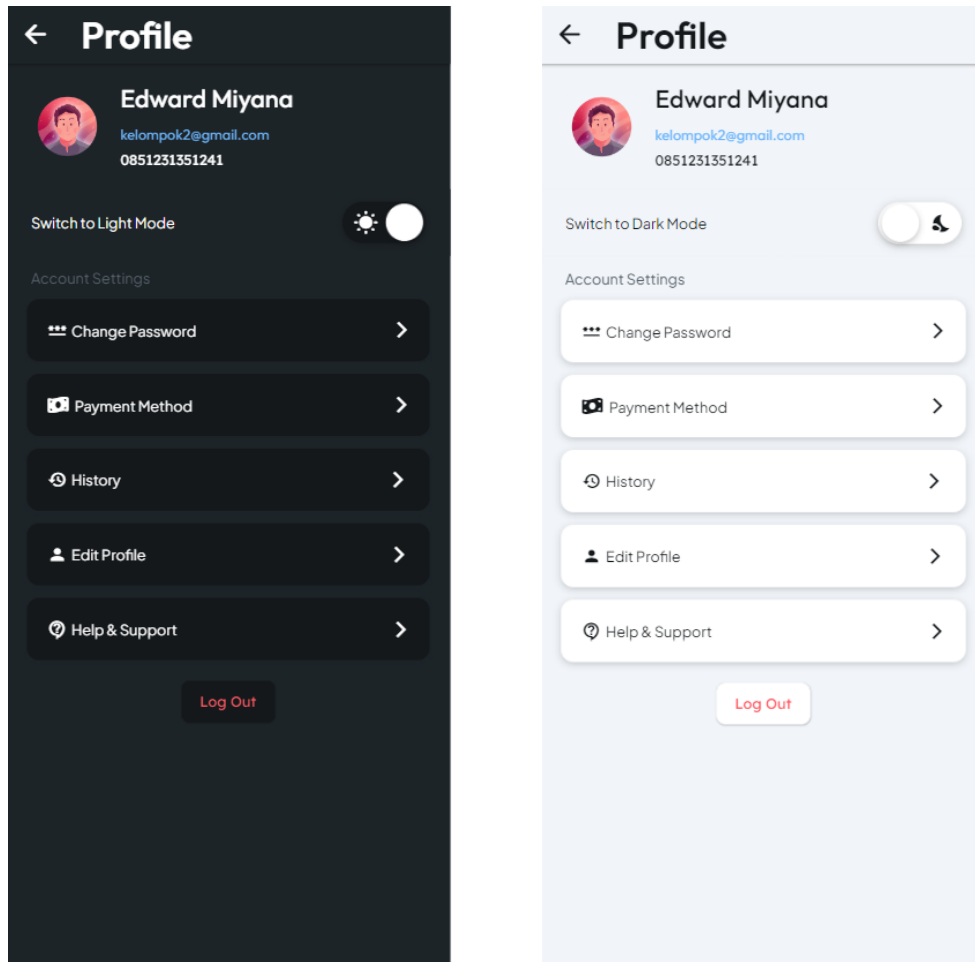 Profile
Edward Miyana
kelompok2@gmail.com
0851231351241
Switch to Light Mode
Account Settings
Change Password
Payment Method
History
Edit Profile
Help & Support
Log Out
Profile
Edward Miyana
kelompok2@gmail.com
0851231351241
Switch to Dark Mode
Account Settings
Change Password
Payment Method
History
Edit Profile
Help & Support
Log Out